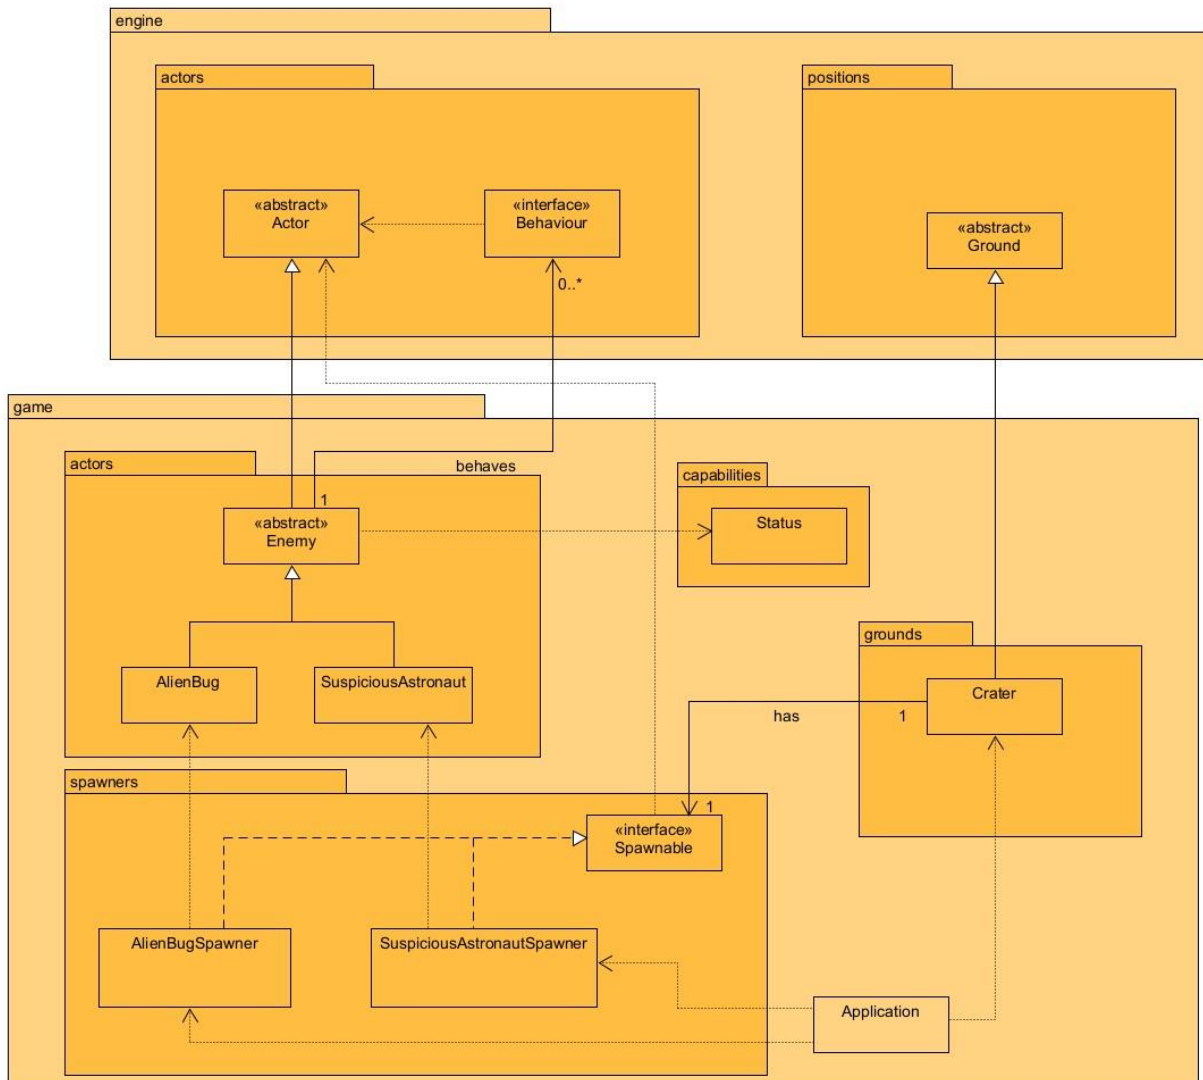 engine
actors
positions
«abstract»
Actor
«interface»
Behaviour
«abstract»
Ground
0..*
game
actors
behaves
capabilities
1
«abstract»
Enemy
Status
grounds
AlienBug
SuspiciousAstronaut
Crater
has
1
spawners
1
«interface»
Spawnable
AlienBugSpawner
SuspiciousAstronautSpawner
Application